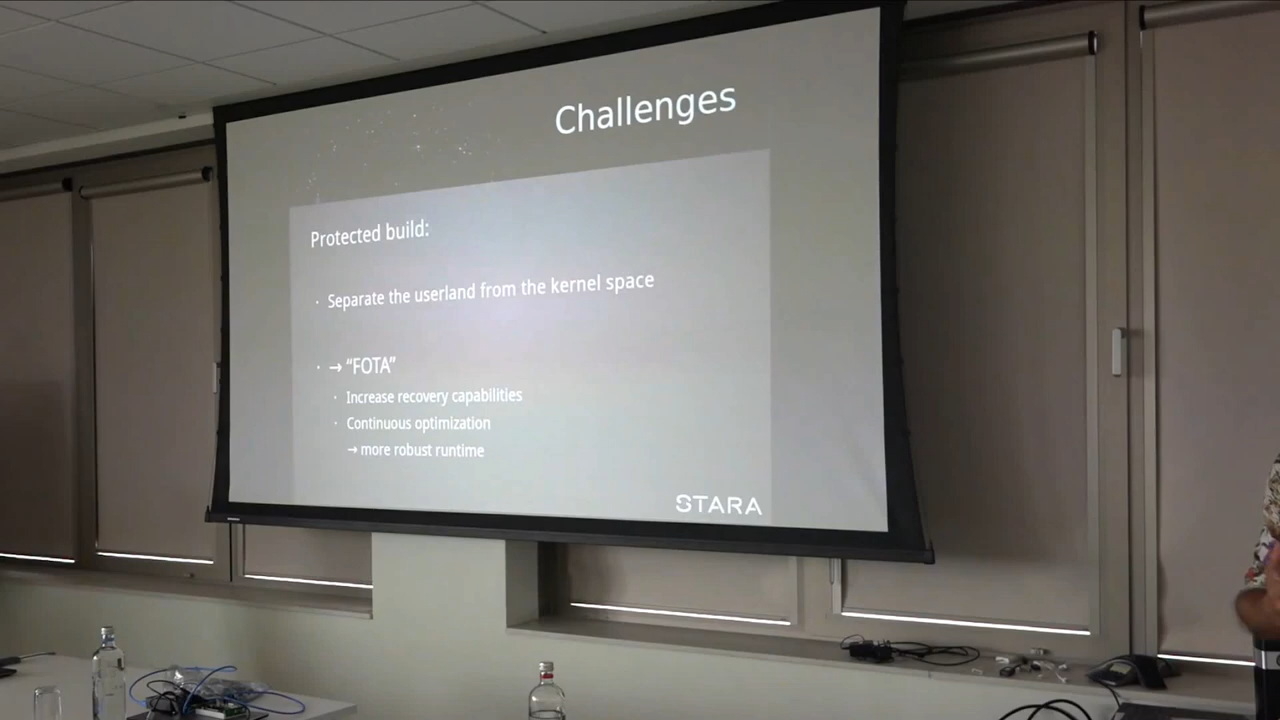 Challenges
Protected build:
· Separate the userland from the kernel space
· → “FOTA”
· Increase recovery capabilities
· Continuous optimization
→ more robust runtime
STARA